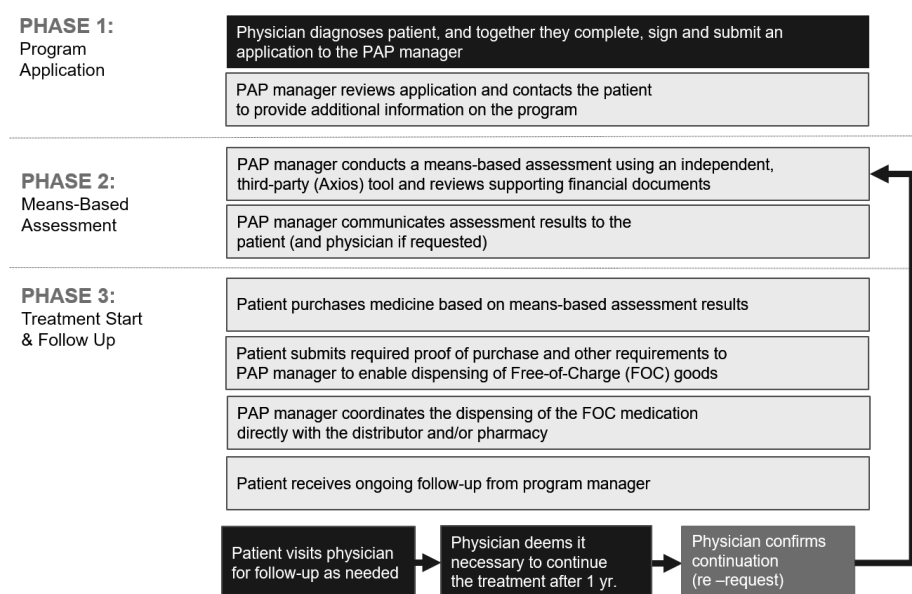 PHASE 1:
Program
Application
Physician diagnoses patient, and together they complete, sign and submit an
application to the PAP manager
PAP manager reviews application and contacts the patient
to provide additional information on the program
PHASE 2:
Means-Based
Assessment
PAP manager conducts a means-based assessment using an independent,
third-party (Axios) tool and reviews supporting financial documents
PAP manager communicates assessment results to the
patient (and physician if requested)
PHASE 3:
Treatment Start
& Follow Up
Patient purchases medicine based on means-based assessment results
Patient submits required proof of purchase and other requirements to
PAP manager to enable dispensing of Free-of-Charge (FOC) goods
PAP manager coordinates the dispensing of the FOC medication
directly with the distributor and/or pharmacy
Patient receives ongoing follow-up from program manager
Patient visits physician
for follow-up as needed
Physician deems it
necessary to continue
the treatment after 1 yr.
Physician confirms
continuation
(re –request)